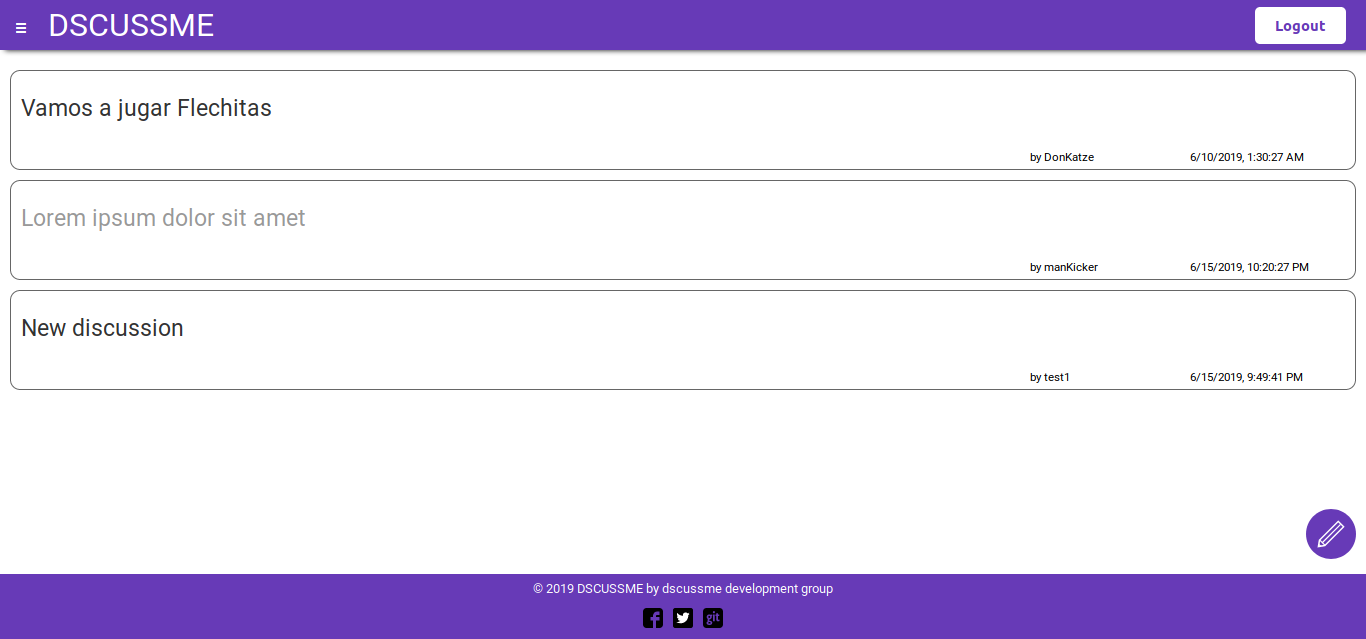 DSCUSSME
Logout
Vamos a jugar Flechitas
by DonKatze 6/10/2019, 1:30:27 AM
Lorem ipsum dolor sit amet
by manKicker 6/15/2019, 10:20:27 PM
New discussion
by test1 6/15/2019, 9:49:41 PM
© 2019 DSCUSSME by dscussme development group
git